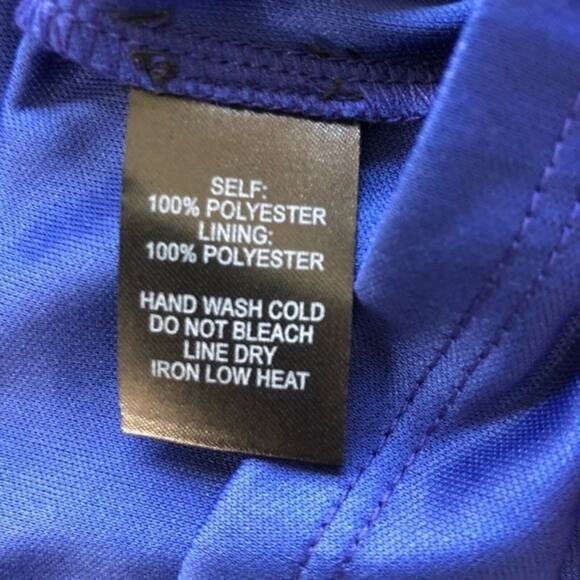 SELF:
100% POLYESTER
LINING:
100% POLYESTER
HAND WASH COLD
DO NOT BLEACH
LINE DRY
IRON LOW HEAT